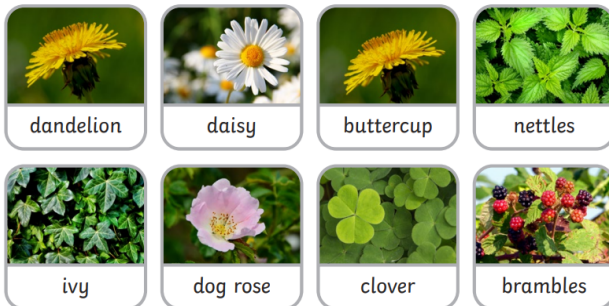 dandelion
daisy
buttercup
nettles
ivy
dog rose
clover
brambles